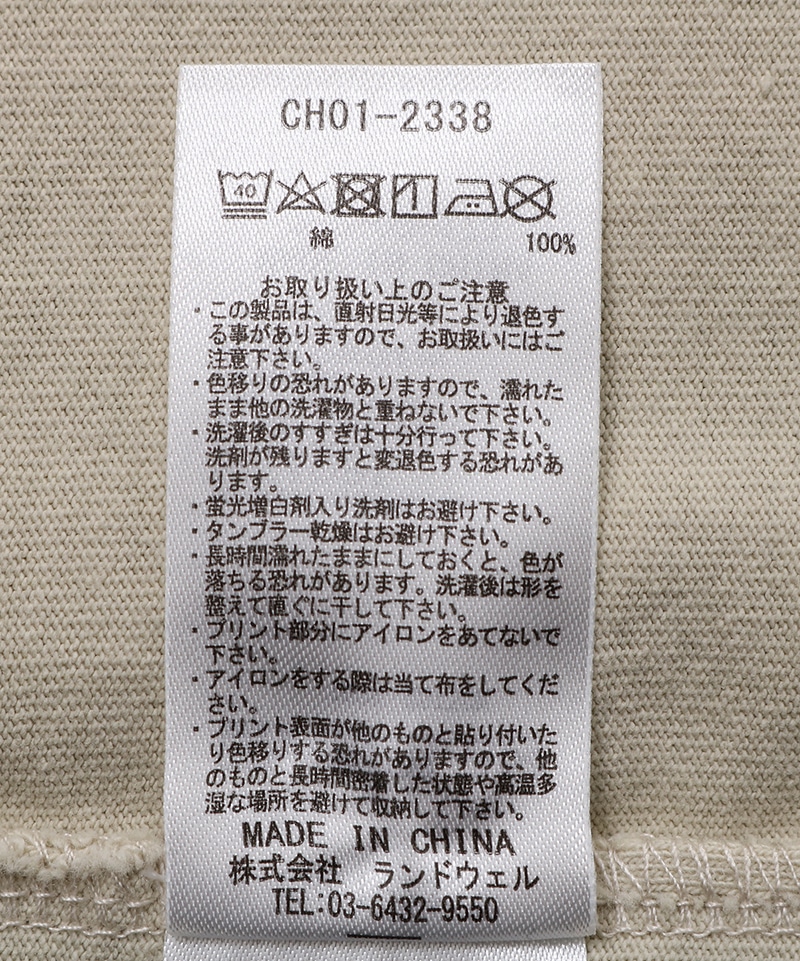 CH01-2338
40
綿 100%
お取り扱い上のご注意
・この製品は、直射日光等により退色す
る事がありますので、お取扱いにはご
注意下さい。
・色移りの恐れがありますので、濡れた
まま他の洗濯物と重ねないで下さい。
・洗濯後のすすぎは十分行って下さい。
洗剤が残りますと変退色する恐れがあ
ります。
・蛍光増白剤入り洗剤はお避け下さい。
・タンブラー乾燥はお避け下さい。
・長時間濡れたままにしておくと、色が
落ちる恐れがあります。洗濯後は形を
整えて直ぐに干して下さい。
・プリント部分にアイロンをあてないで
下さい。
・アイロンをする際は当て布をしてくだ
さい。
・プリント表面が他のものと貼り付いた
り色移りする恐れがありますので、他
のものと長時間密着した状態や高温多
湿な場所を避けて収納して下さい。
MADE IN CHINA
株式会社 ランドウェル
TEL:03-6432-9550